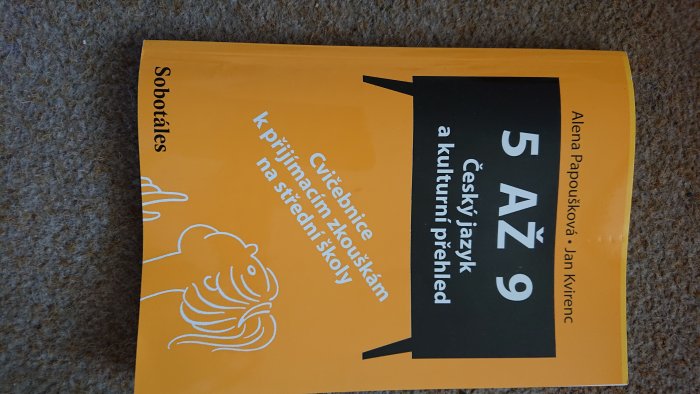 Alena Papoušková • Jan Kvirenc
5 AŽ 9
Český jazyk
a kulturní přehled
Cvičebnice
k přijímacím zkouškám
na střední školy
Sobotáles